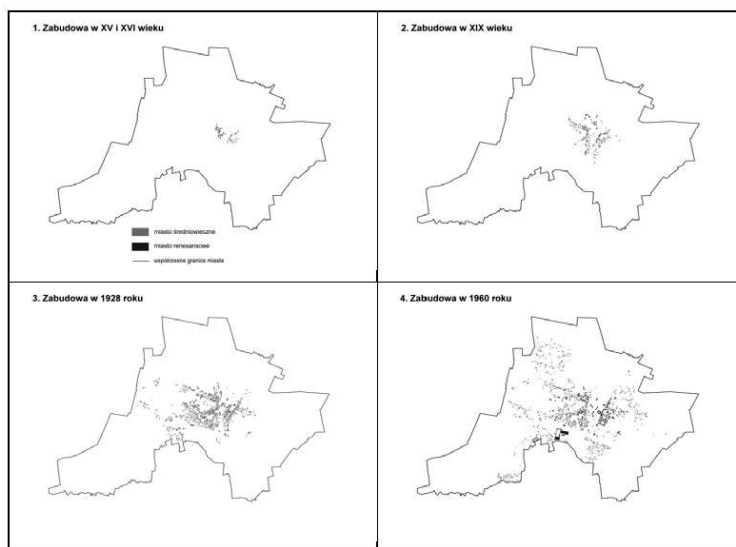 1. Zabudowa w XV i XVI wieku
miasto średniowieczne
miasto renesansowe
współczesne granice miasta
2. Zabudowa w XIX wieku
3. Zabudowa w 1928 roku
4. Zabudowa w 1960 roku